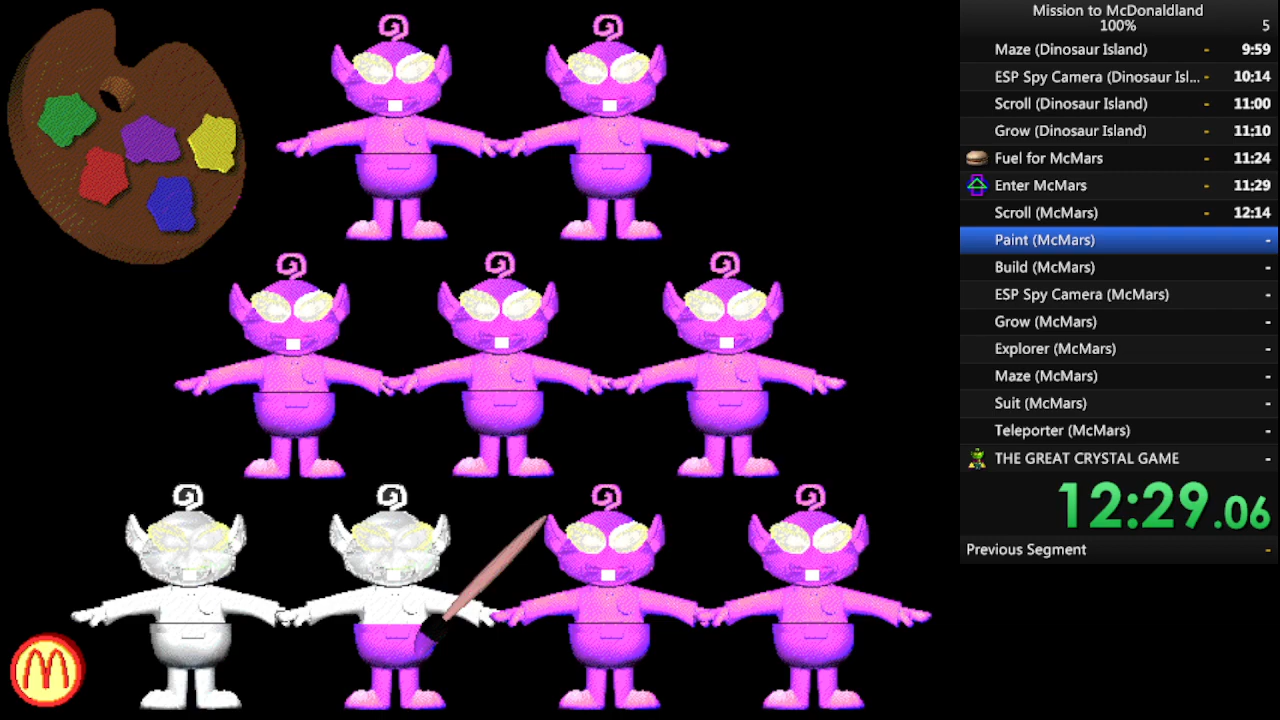 Mission to McDonaldland
100% 5
Maze (Dinosaur Island) - 9:59
ESP Spy Camera (Dinosaur Isl... - 10:14
Scroll (Dinosaur Island) - 11:00
Grow (Dinosaur Island) - 11:10
Fuel for McMars - 11:24
Enter McMars - 11:29
Scroll (McMars) - 12:14
Paint (McMars) -
Build (McMars) -
ESP Spy Camera (McMars) -
Grow (McMars) -
Explorer (McMars) -
Maze (McMars) -
Suit (McMars) -
Teleporter (McMars) -
THE GREAT CRYSTAL GAME -
12:29.06
Previous Segment -
M